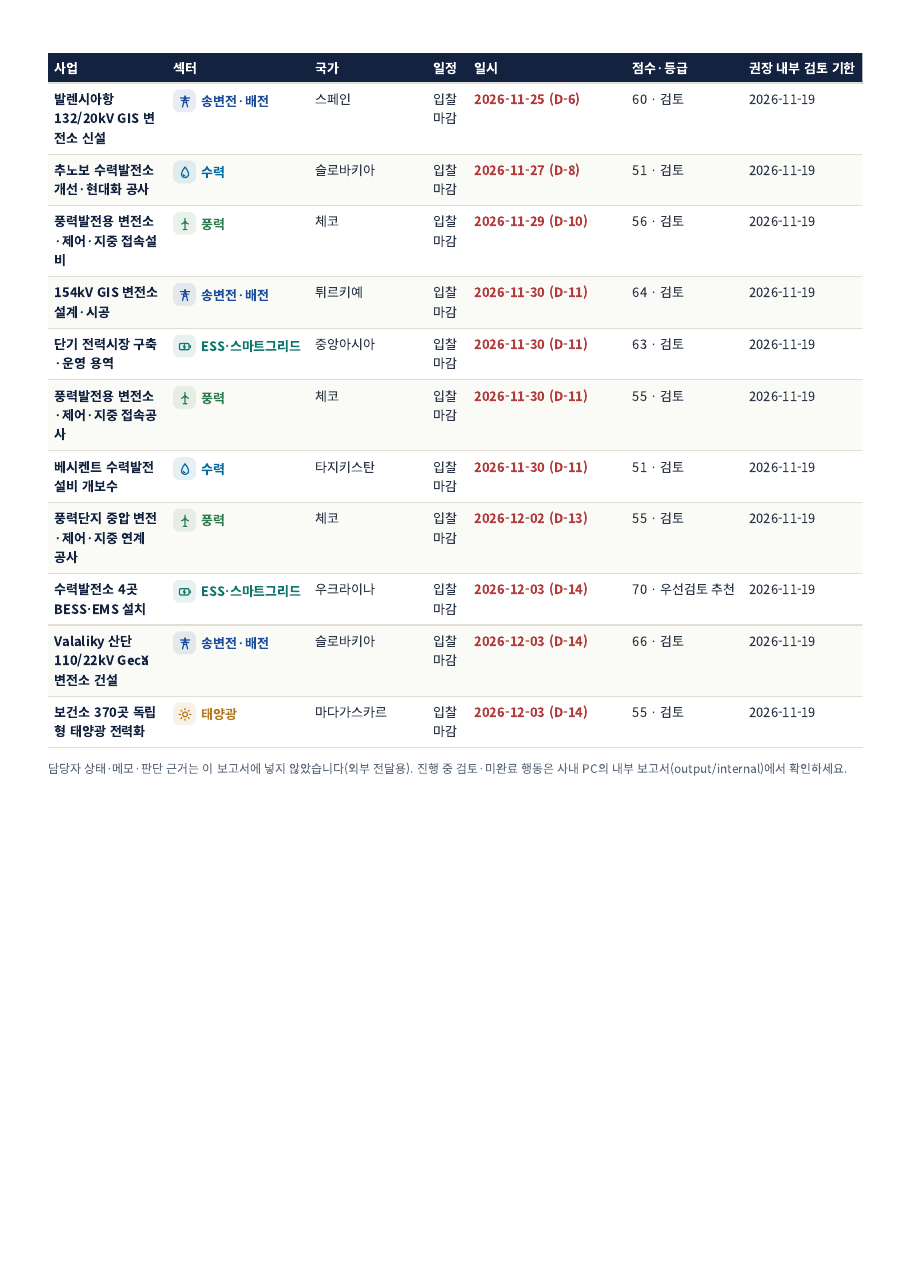 사업 섹터 국가 일정 일시 점수·등급 권장 내부 검토 기한
발렌시아항 132/20kV GIS 변전소 신설 송변전·배전 스페인 입찰 마감 2026-11-25 (D-6) 60 · 검토 2026-11-19
추노보 수력발전소 개선·현대화 공사 수력 슬로바키아 입찰 마감 2026-11-27 (D-8) 51 · 검토 2026-11-19
풍력발전용 변전소·제어·지중 접속설비 풍력 체코 입찰 마감 2026-11-29 (D-10) 56 · 검토 2026-11-19
154kV GIS 변전소 설계·시공 송변전·배전 튀르키예 입찰 마감 2026-11-30 (D-11) 64 · 검토 2026-11-19
단기 전력시장 구축·운영 용역 ESS·스마트그리드 중앙아시아 입찰 마감 2026-11-30 (D-11) 63 · 검토 2026-11-19
풍력발전용 변전소·제어·지중 접속공사 풍력 체코 입찰 마감 2026-11-30 (D-11) 55 · 검토 2026-11-19
베시켄트 수력발전 설비 개보수 수력 타지키스탄 입찰 마감 2026-11-30 (D-11) 51 · 검토 2026-11-19
풍력단지 중압 변전·제어·지중 연계 공사 풍력 체코 입찰 마감 2026-12-02 (D-13) 55 · 검토 2026-11-19
수력발전소 4곳 BESS·EMS 설치 ESS·스마트그리드 우크라이나 입찰 마감 2026-12-03 (D-14) 70 · 우선검토 추천 2026-11-19
Valaliky 산단 110/22kV 변전소 건설 송변전·배전 슬로바키아 입찰 마감 2026-12-03 (D-14) 66 · 검토 2026-11-19
보건소 370곳 독립형 태양광 전력화 태양광 마다가스카르 입찰 마감 2026-12-03 (D-14) 55 · 검토 2026-11-19
담당자 상태·메모·판단 근거는 이 보고서에 넣지 않았습니다(외부 전달용). 진행 중 검토·미완료 행동은 사내 PC의 내부 보고서(output/internal)에서 확인하세요.